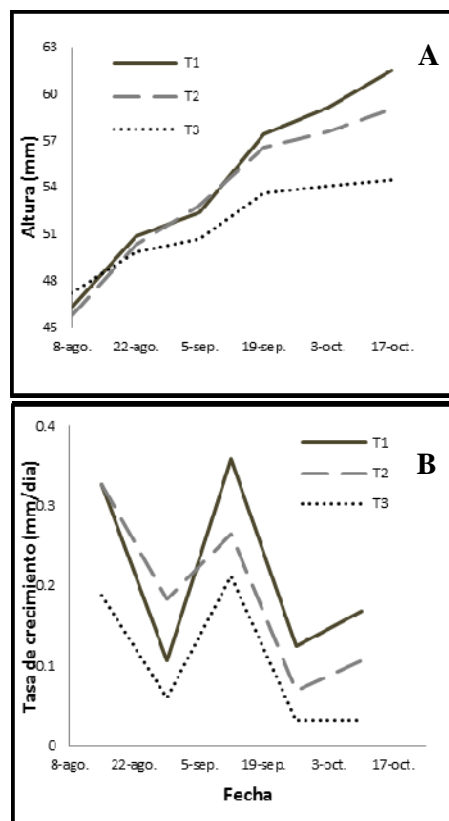 A
63
60
57
54
51
48
45
Altura (mm)
T1
T2
T3
8-ago.
22-ago.
5-sep.
19-sep.
3-oct.
17-oct.
B
0.4
0.3
0.2
0.1
0
Tasa de crecimiento (mm/dia)
T1
T2
T3
8-ago.
22-ago.
5-sep.
19-sep.
3-oct.
17-oct.
Fecha